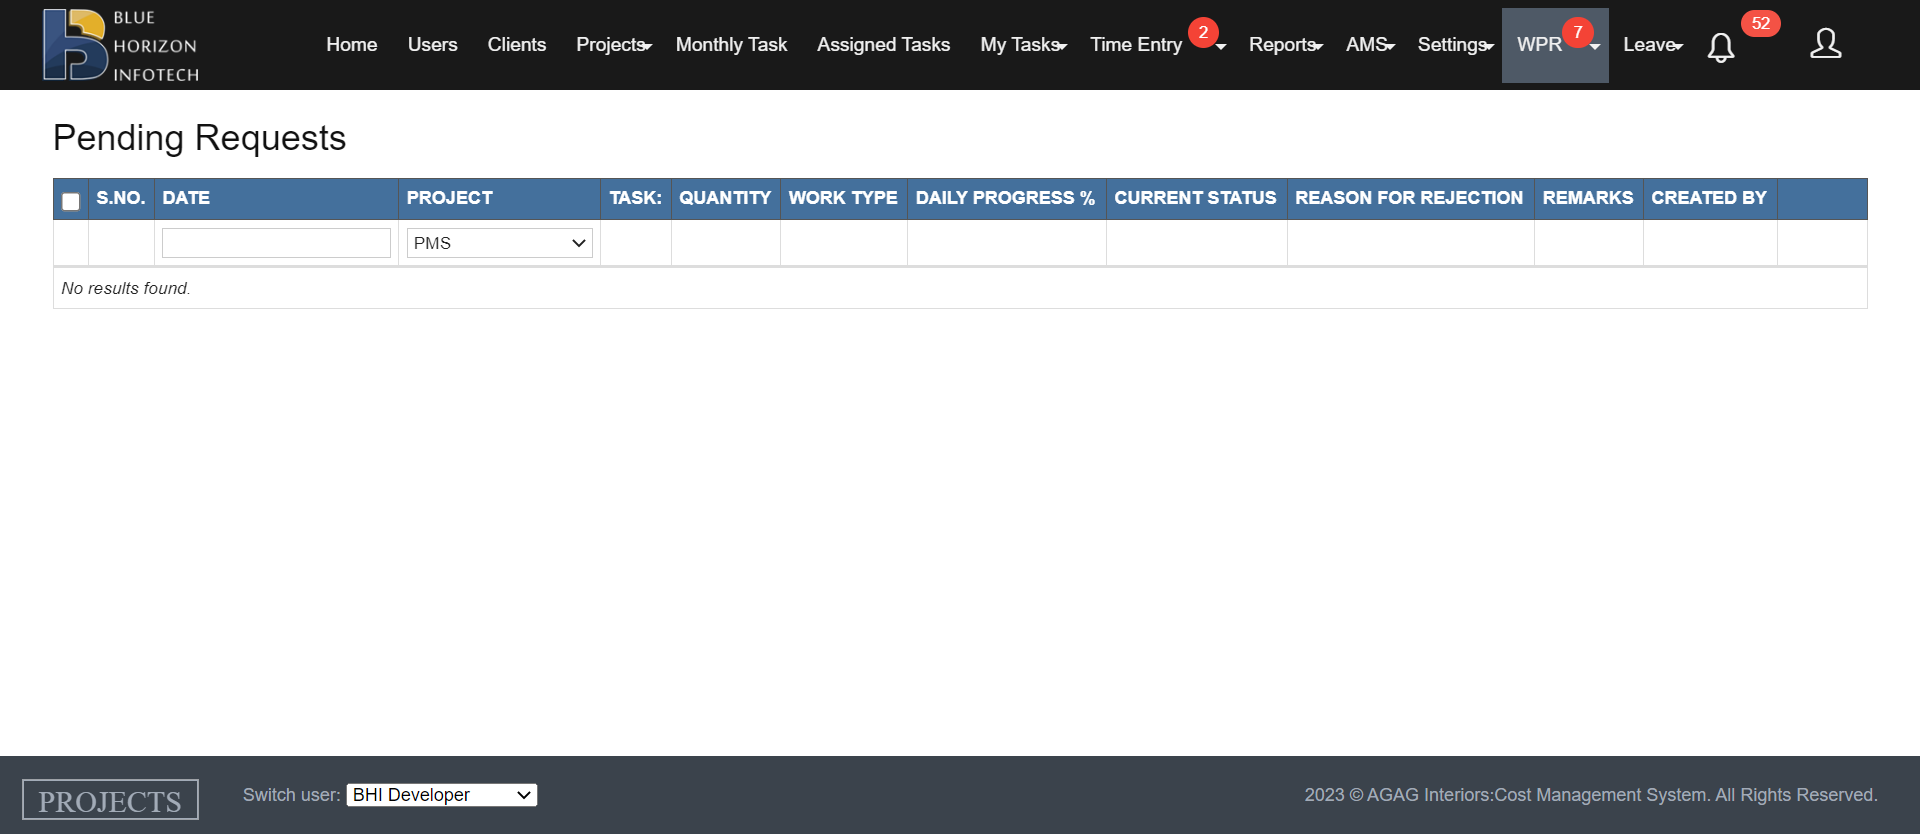 BLUE
HORIZON
INFOTECH
Home Users Clients Projects Monthly Task Assigned Tasks My Tasks Time Entry 2 Reports AMS Settings WPR 7 Leave 52
Pending Requests
S.NO. DATE PROJECT TASK: QUANTITY WORK TYPE DAILY PROGRESS % CURRENT STATUS REASON FOR REJECTION REMARKS CREATED BY
PMS
No results found.
PROJECTS Switch user: BHI Developer 2023 © AGAG Interiors:Cost Management System. All Rights Reserved.